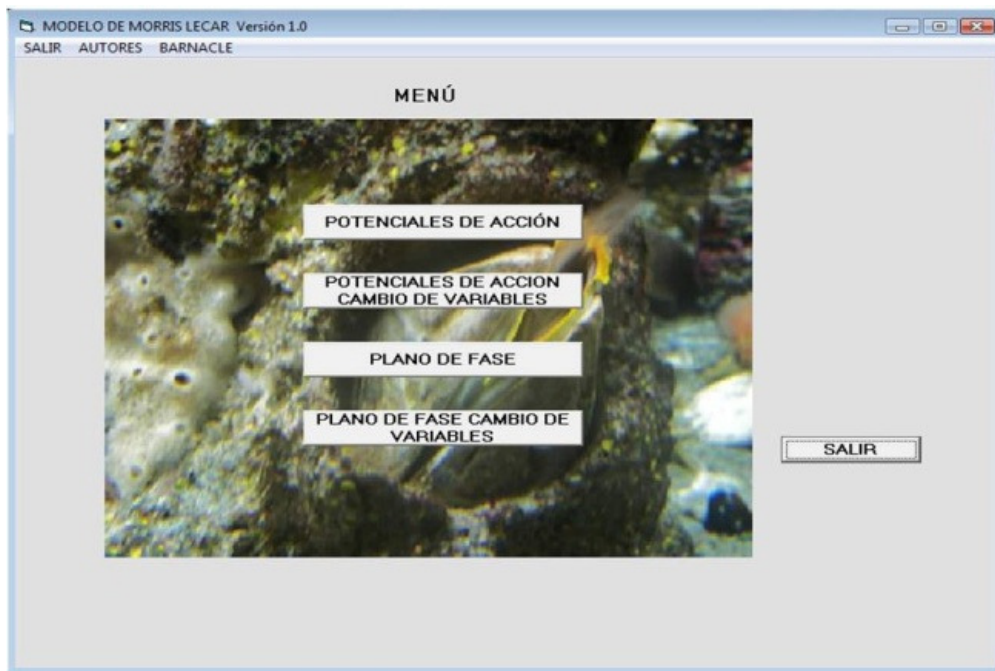 MODELO DE MORRIS LECAR Versión 1.0
SALIR AUTORES BARNACLE
MENÚ
POTENCIALES DE ACCIÓN
POTENCIALES DE ACCION
CAMBIO DE VARIABLES
PLANO DE FASE
PLANO DE FASE CAMBIO DE
VARIABLES
SALIR